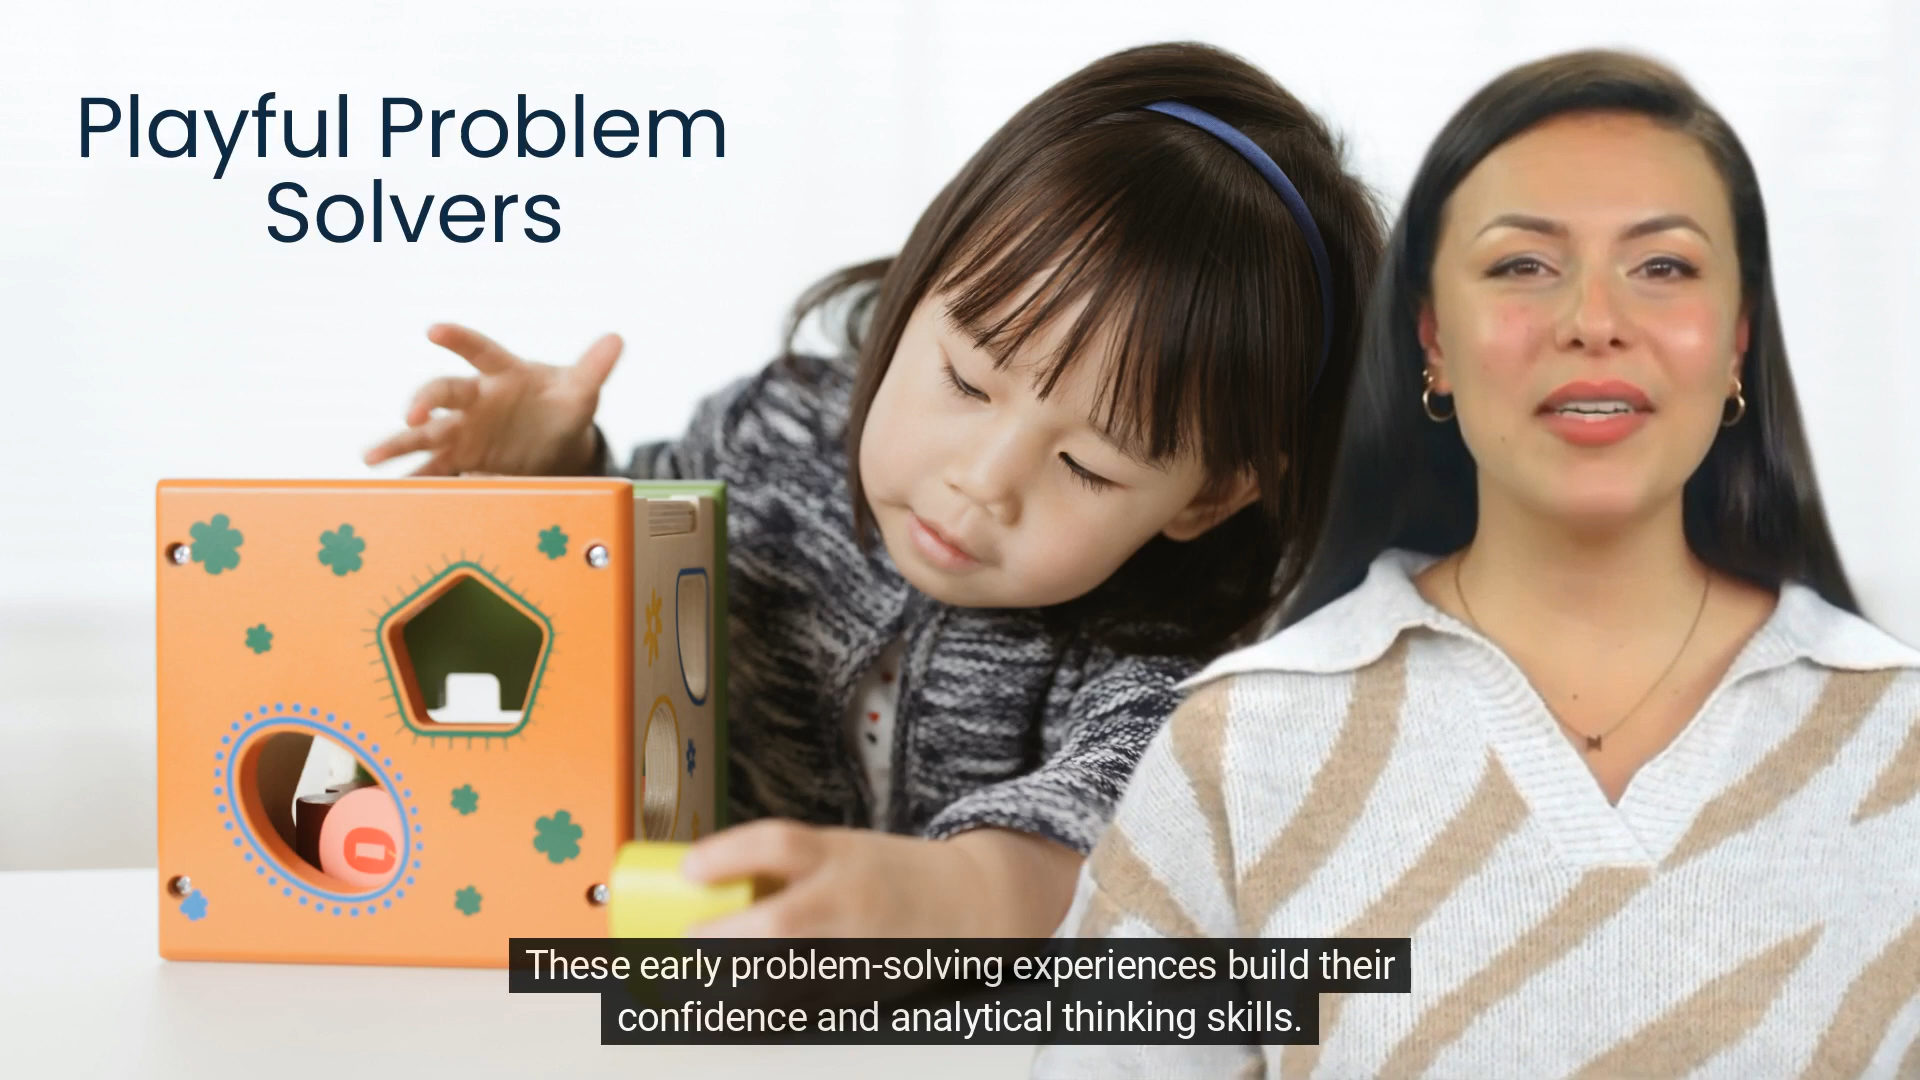 Playful Problem
Solvers
These early problem-solving experiences build their
confidence and analytical thinking skills.